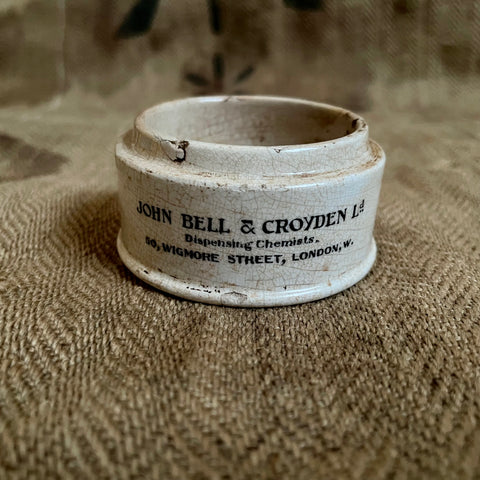 JOHN BELL & CROYDEN Ld
Dispensing Chemists.
50, WIGMORE STREET, LONDON, W.